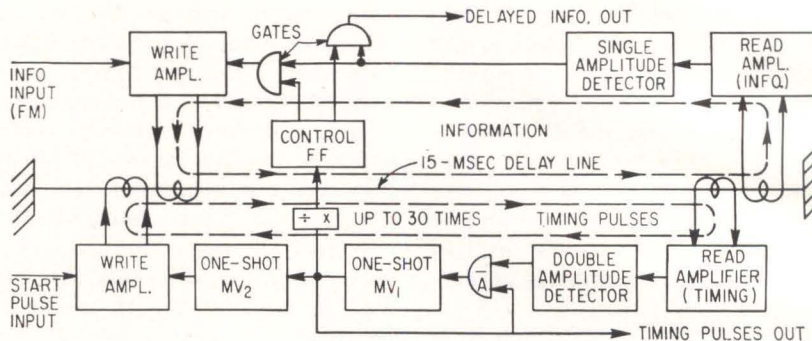 DELAYED INFO. OUT
GATES
WRITE
AMPL.
SINGLE
AMPLITUDE
DETECTOR
READ
AMPL.
(INFO.)
INFO
INPUT
(FM)
CONTROL
FF
INFORMATION
15-MSEC DELAY LINE
÷ X
UP TO 30 TIMES
TIMING PULSES
START
PULSE
INPUT
WRITE
AMPL.
ONE-SHOT
MV2
ONE-SHOT
MV1
A̅
DOUBLE
AMPLITUDE
DETECTOR
READ
AMPLIFIER
(TIMING)
TIMING PULSES OUT